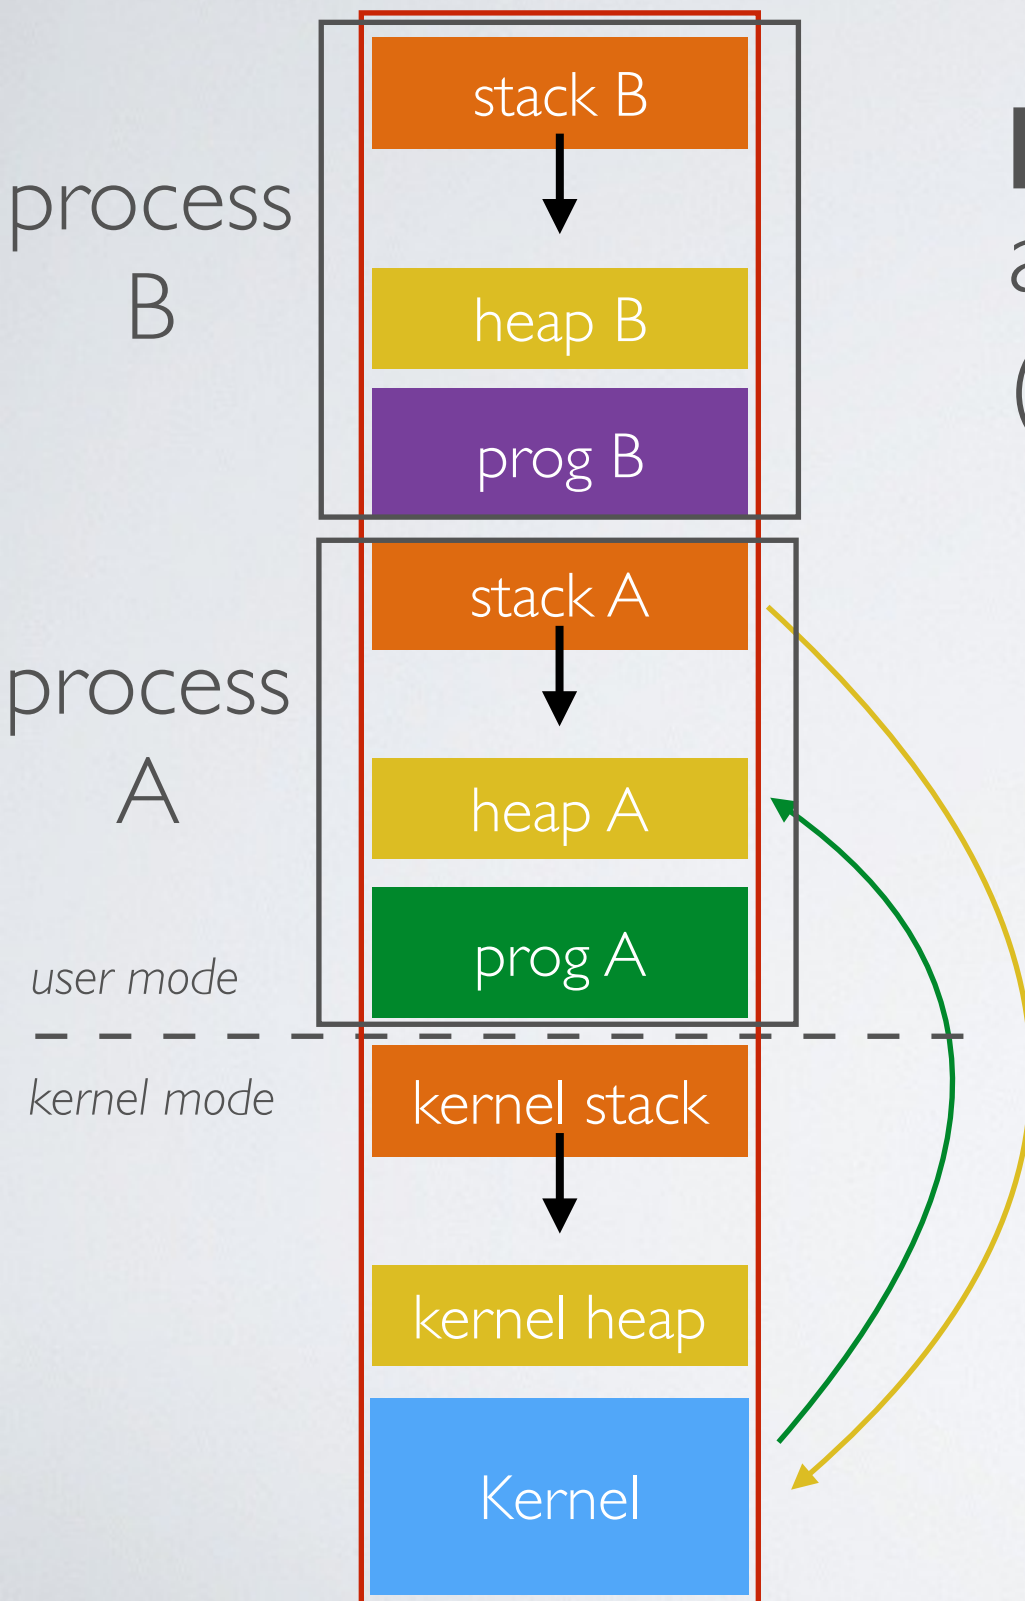 stack B
process
B
heap B
prog B
stack A
process
A
heap A
prog A
user mode
kernel mode
kernel stack
kernel heap
Kernel